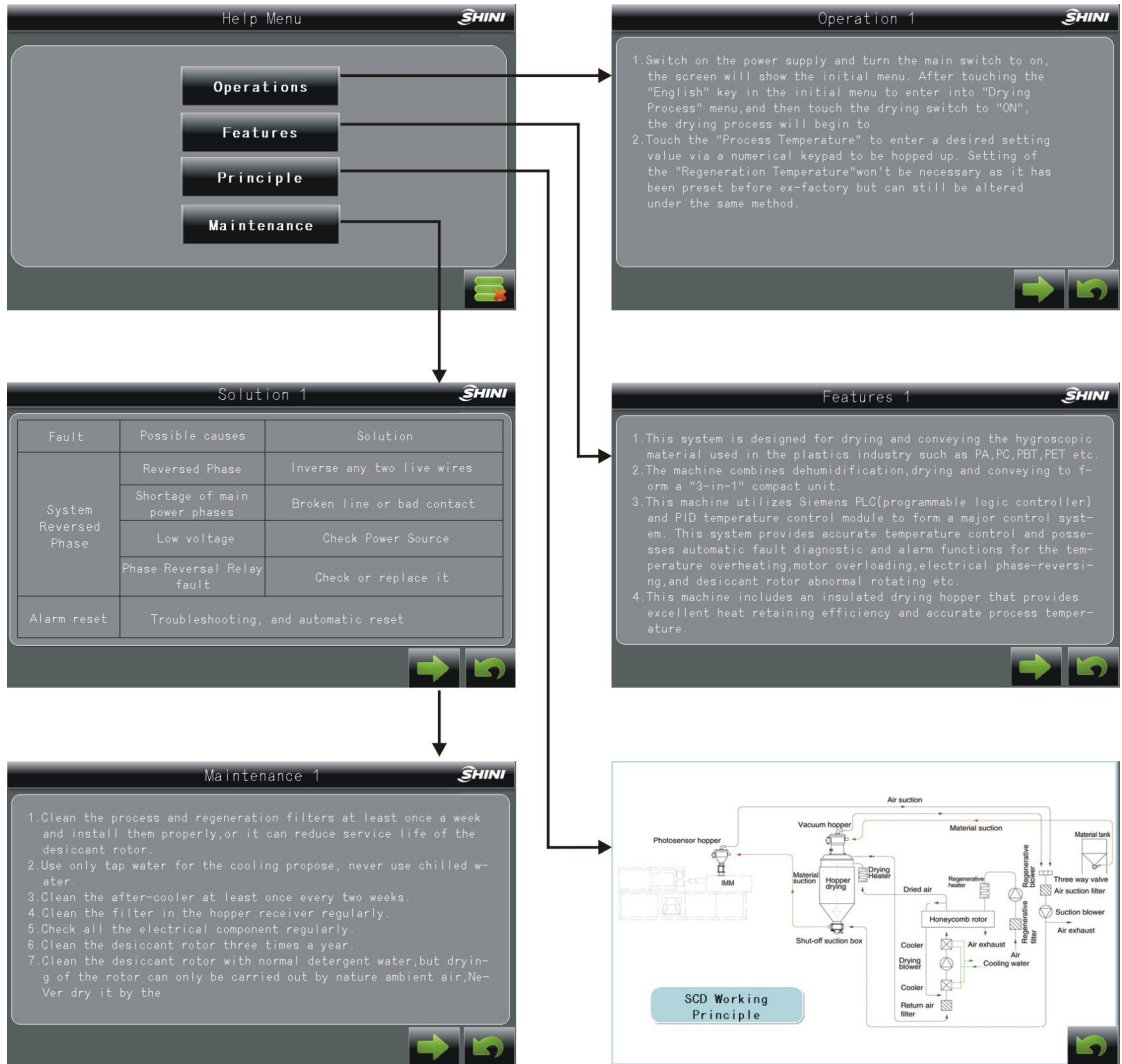 Help Menu
SHINI
Operations
Features
Principle
Maintenance
Operation 1
SHINI
1.Switch on the power supply and turn the main switch to on,
the screen will show the initial menu. After touching the
"English" key in the initial menu to enter into "Drying
Process" menu,and then touch the drying switch to "ON",
the drying process will begin to
2.Touch the "Process Temperature" to enter a desired setting
value via a numerical keypad to be hopped up. Setting of
the "Regeneration Temperature"won't be necessary as it has
been preset before ex-factory but can still be altered
under the same method.
Solution 1
SHINI
Fault
Possible causes
Solution
System
Reversed
Phase
Reversed Phase
Inverse any two live wires
Shortage of main
power phases
Broken line or bad contact
Low voltage
Check Power Source
Phase Reversal Relay
fault
Check or replace it
Alarm reset
Troubleshooting, and automatic reset
Features 1
SHINI
1.This system is designed for drying and conveying the hygroscopic
material used in the plastics industry such as PA,PC,PBT,PET etc.
2.The machine combines dehumidification,drying and conveying to f-
orm a "3-in-1" compact unit.
3.This machine utilizes Siemens PLC(programmable logic controller)
and PID temperature control module to form a major control syst-
em. This system provides accurate temperature control and posse-
sses automatic fault diagnostic and alarm functions for the tem-
perature overheating,motor overloading,electrical phase-reversi-
ng,and desiccant rotor abnormal rotating etc.
4.This machine includes an insulated drying hopper that provides
excellent heat retaining efficiency and accurate process temper-
ature.
Maintenance 1
SHINI
1.Clean the process and regeneration filters at least once a week
and install them properly,or it can reduce service life of the
desiccant rotor.
2.Use only tap water for the cooling propose, never use chilled w-
ater.
3.Clean the after-cooler at least once every two weeks.
4.Clean the filter in the hopper receiver regularly.
5.Check all the electrical component regularly.
6.Clean the desiccant rotor three times a year.
7.Clean the desiccant rotor with normal detergent water,but dryin-
g of the rotor can only be carried out by nature ambient air,Ne-
Ver dry it by the
Air suction
Vacuum hopper
Material suction
Photosensor hopper
Material tank
IMM
Material
suction
Hopper
drying
Drying
Heater
Dried air
Regenerative
heater
Regenerative
blower
Three way valve
Air suction filter
Honeycomb rotor
Regenerative
filter
Suction blower
Air exhaust
Shut-off suction box
Cooler
Air exhaust
Air
Drying
blower
Cooling water
Cooler
Return air
filter
SCD Working
Principle